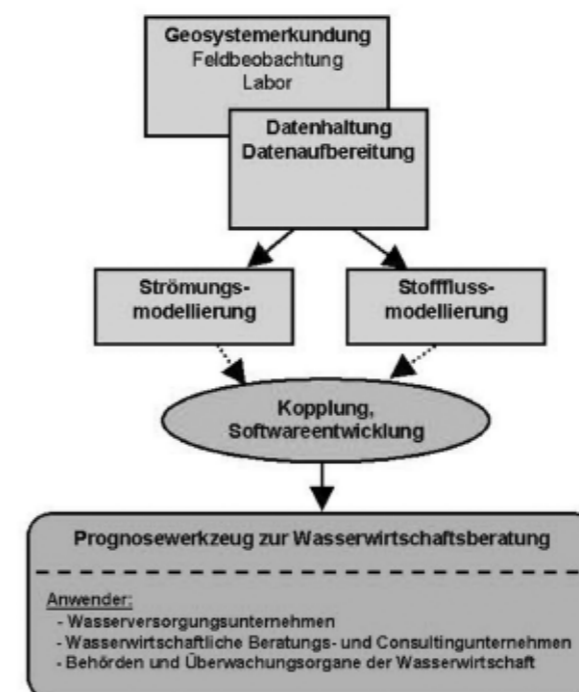 Geosystemerkundung
Feldbeobachtung
Labor
Datenhaltung
Datenaufbereitung
Strömungs-
modellierung
Stofffluss-
modellierung
Kopplung,
Softwareentwicklung
Prognosewerkzeug zur Wasserwirtschaftsberatung
Anwender:
- Wasserversorgungsunternehmen
- Wasserwirtschaftliche Beratungs- und Consultingunternehmen
- Behörden und Überwachungsorgane der Wasserwirtschaft